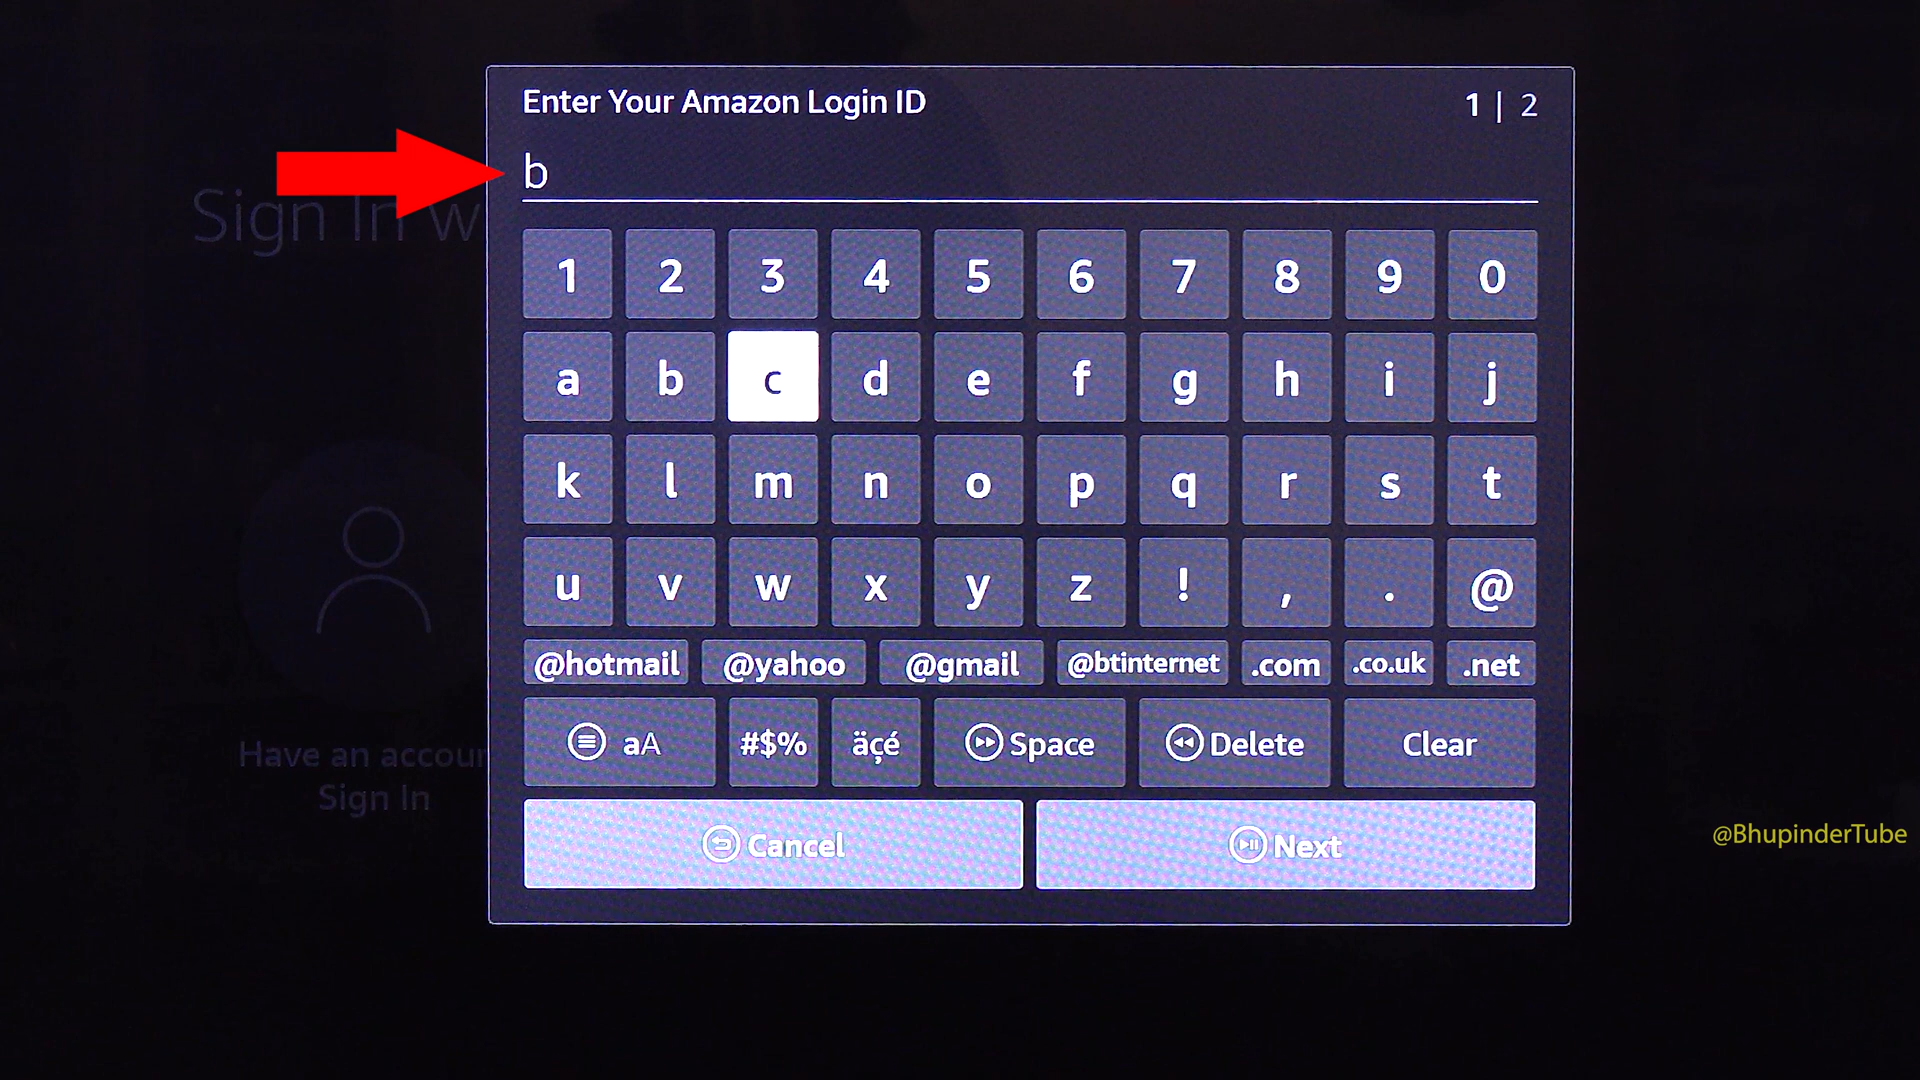 Enter Your Amazon Login ID
1 | 2
b
Sign In w
1 2 3 4 5 6 7 8 9 0
a b c d e f g h i j
k l m n o p q r s t
u v w x y z ! , . @
@hotmail @yahoo @gmail @btinternet .com .co.uk .net
aA #$% äçé Space Delete Clear
Have an accoun
Sign In
Cancel Next
@BhupinderTube